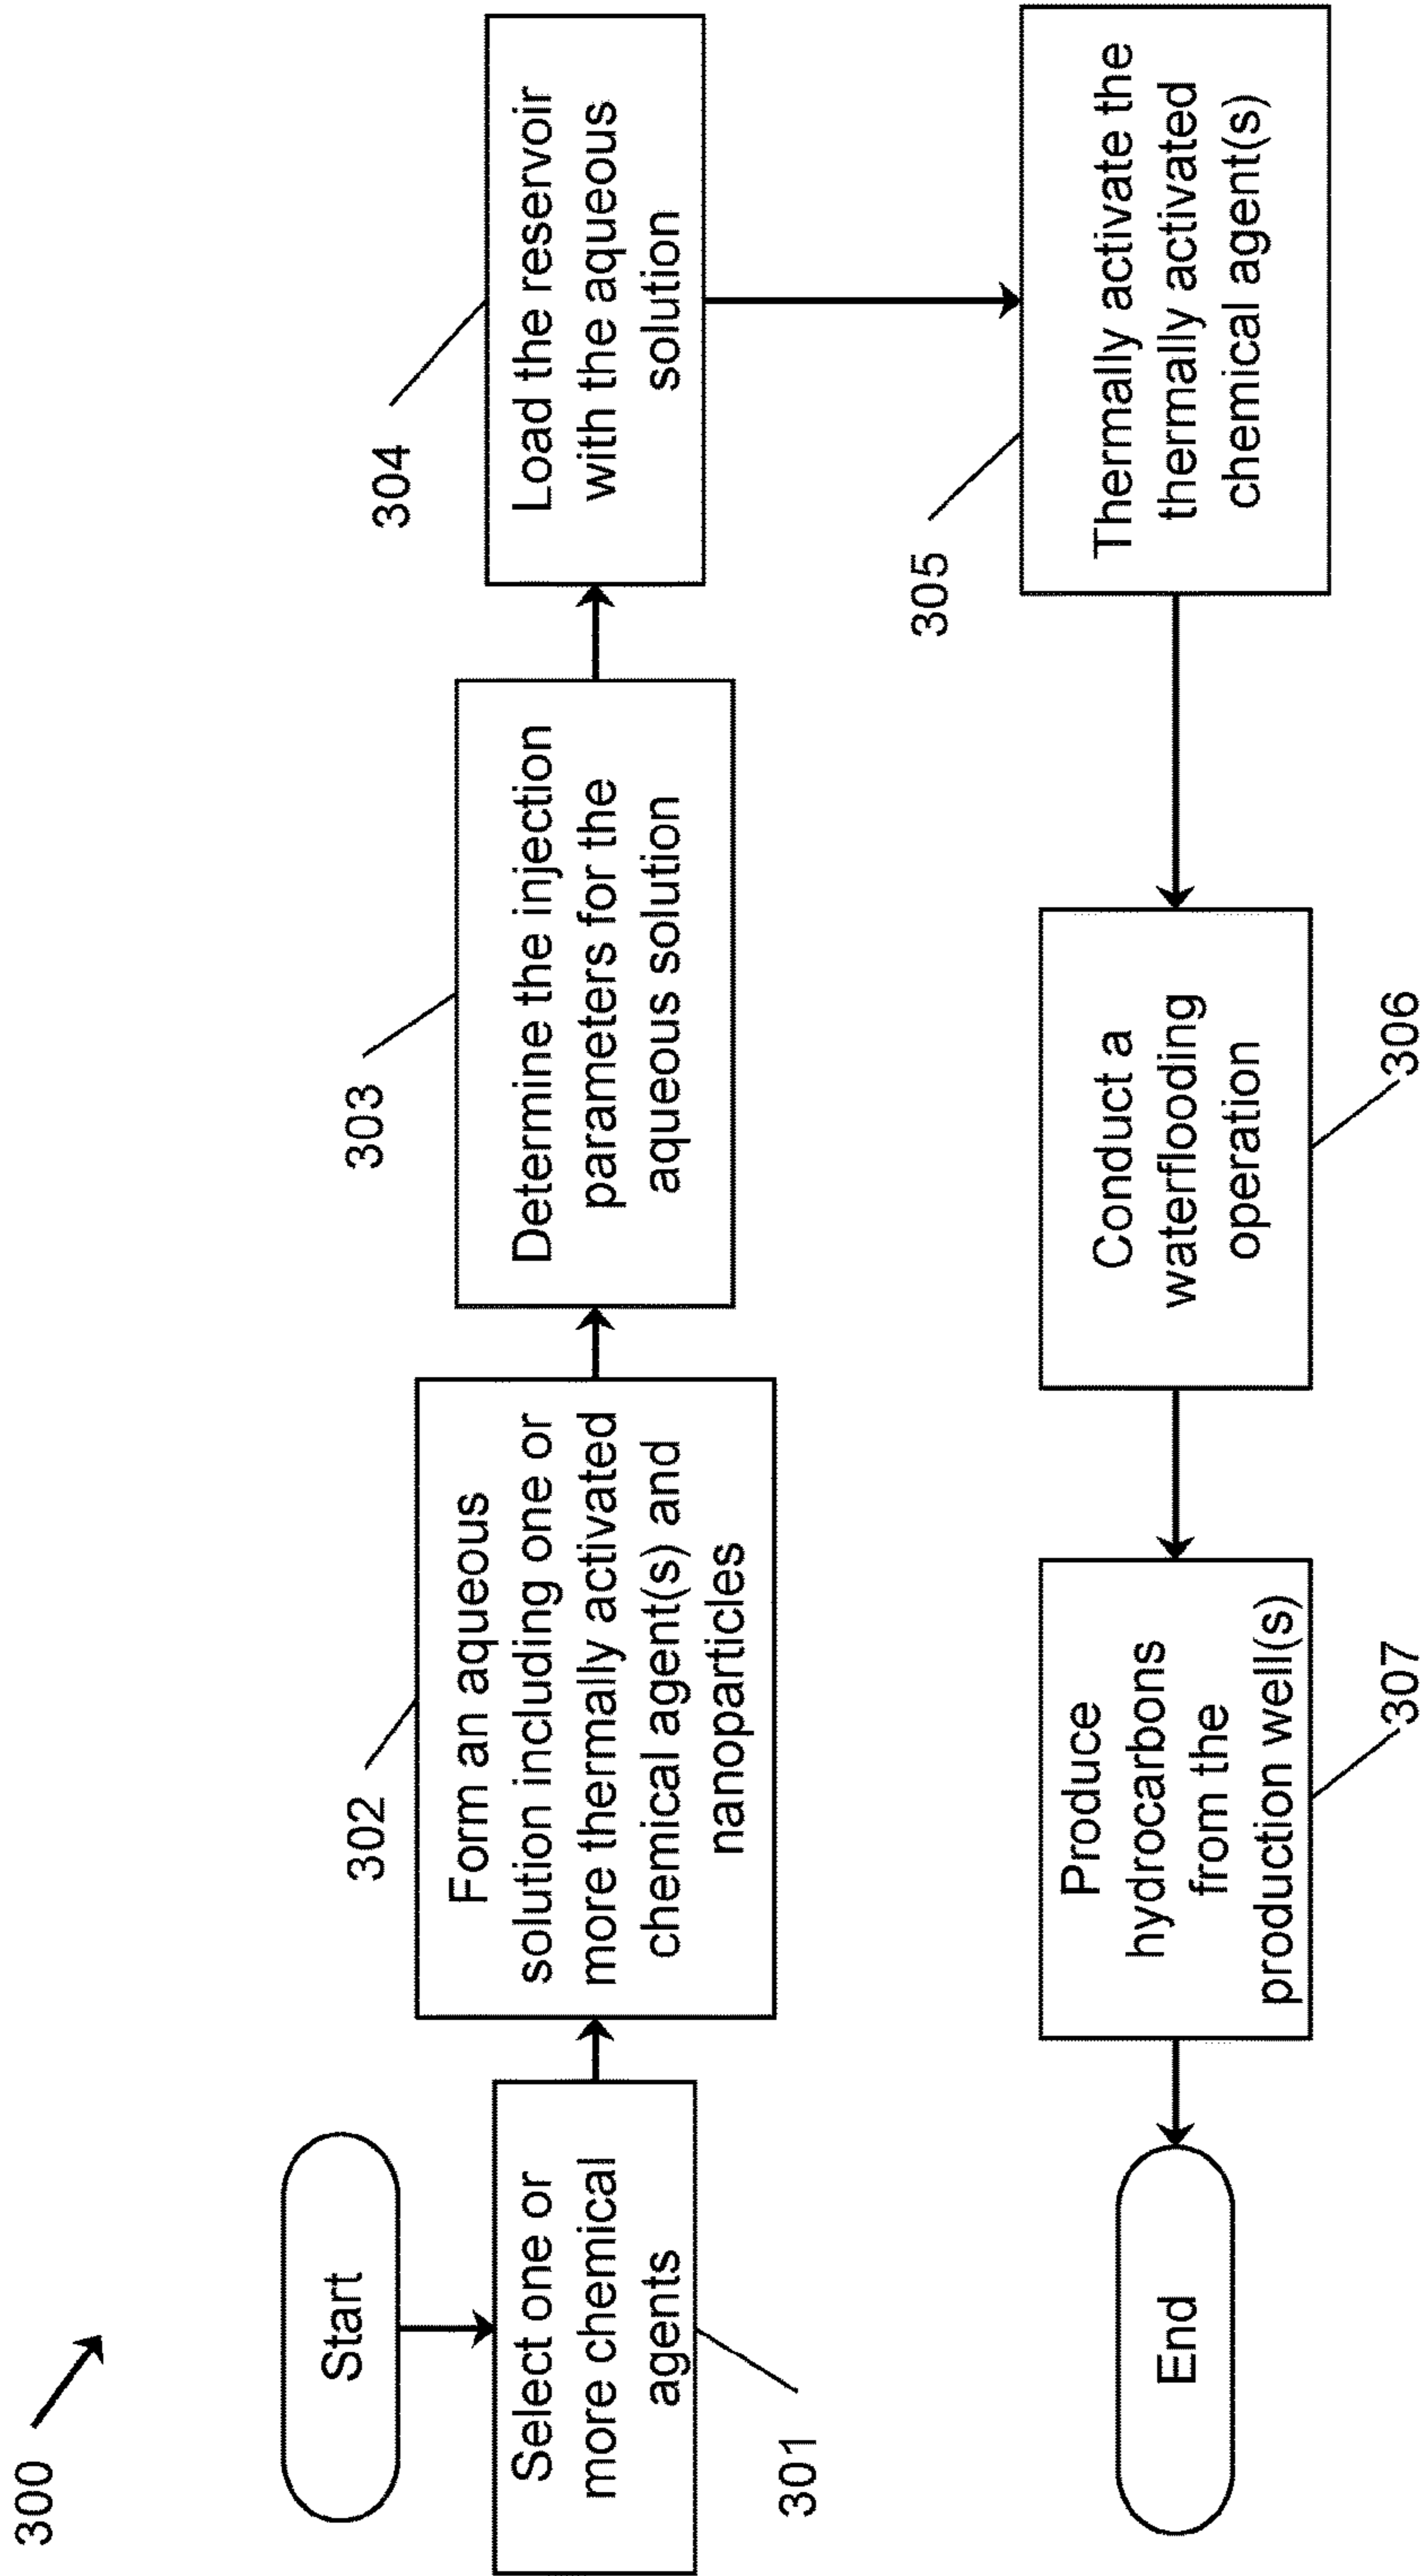 300
Start
Select one or
more chemical
agents
301
302
Form an aqueous
solution including one or
more thermally activated
chemical agent(s) and
nanoparticles
303
Determine the injection
parameters for the
aqueous solution
304
Load the reservoir
with the aqueous
solution
305
Thermally activate the
thermally activated
chemical agent(s)
Conduct a
waterflooding
operation
306
Produce
hydrocarbons
from the
production well(s)
307
End